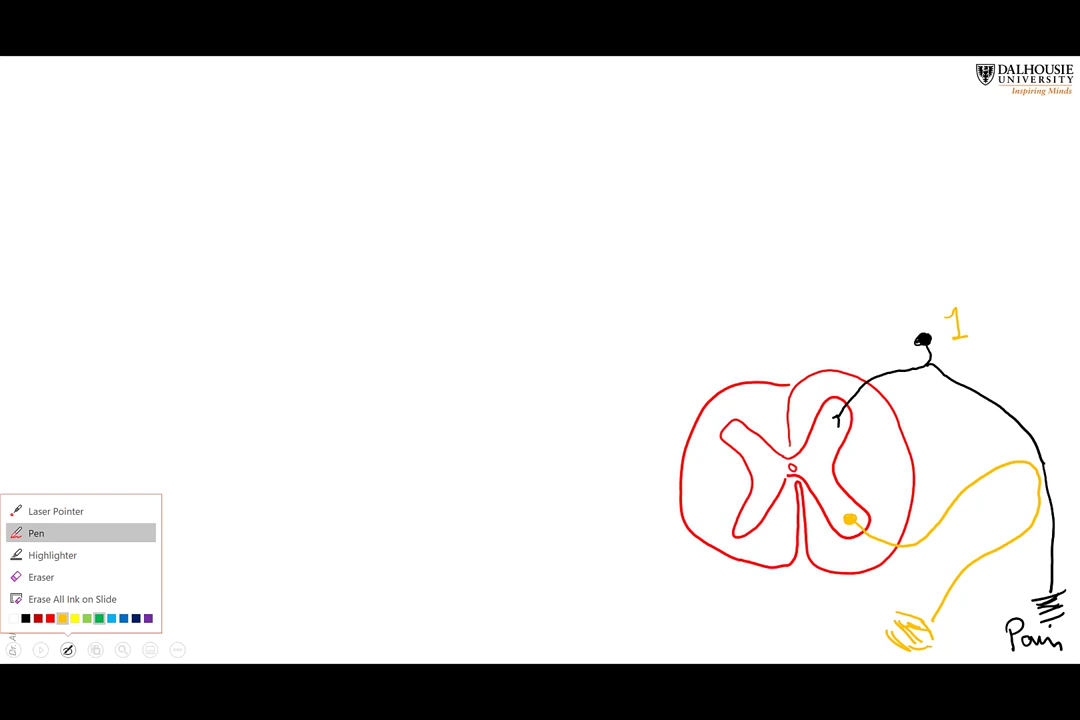 DALHOUSIE
UNIVERSITY
Inspiring Minds
1
Laser Pointer
Pen
Highlighter
Eraser
Erase All Ink on Slide
Pain